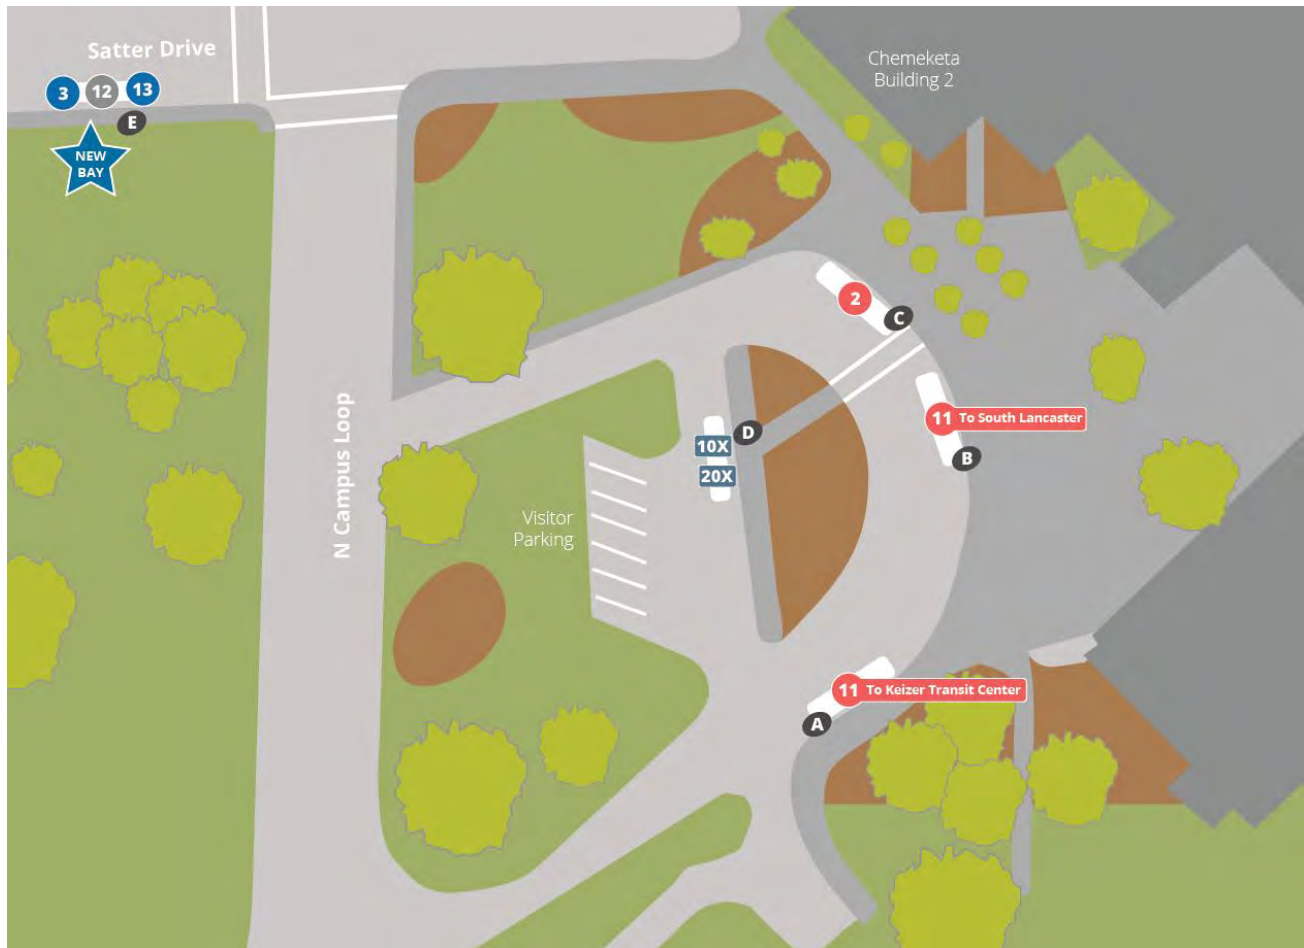 Satter Drive
3 12 13
E
NEW
BAY
Chemeketa
Building 2
2
C
11 To South Lancaster
B
D
10X
20X
N Campus Loop
Visitor
Parking
11 To Keizer Transit Center
A